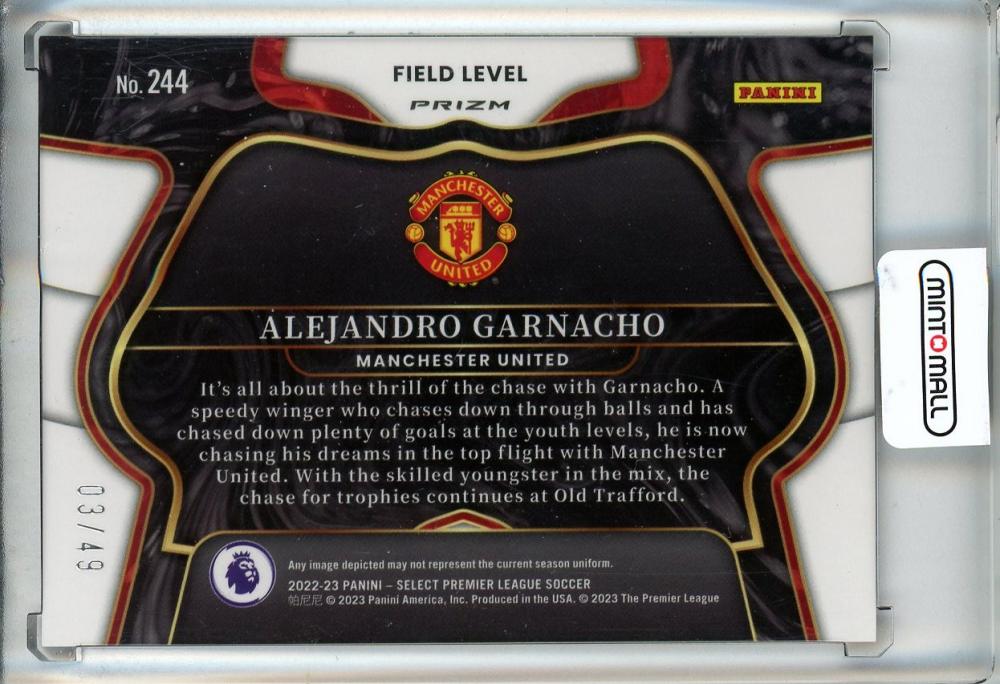 No. 244
FIELD LEVEL
PRIZM
PANINI
MANCHESTER
UNITED
ALEJANDRO GARNACHO
MANCHESTER UNITED
It's all about the thrill of the chase with Garnacho. A
speedy winger who chases down through balls and has
chased down plenty of goals at the youth levels, he is now
chasing his dreams in the top flight with Manchester
United. With the skilled youngster in the mix, the
chase for trophies continues at Old Trafford.
03/49
Any image depicted may not represent the current season uniform.
2022-23 PANINI – SELECT PREMIER LEAGUE SOCCER
帕尼尼 © 2023 Panini America, Inc. Produced in the USA. © 2023 The Premier League
MINT MALL